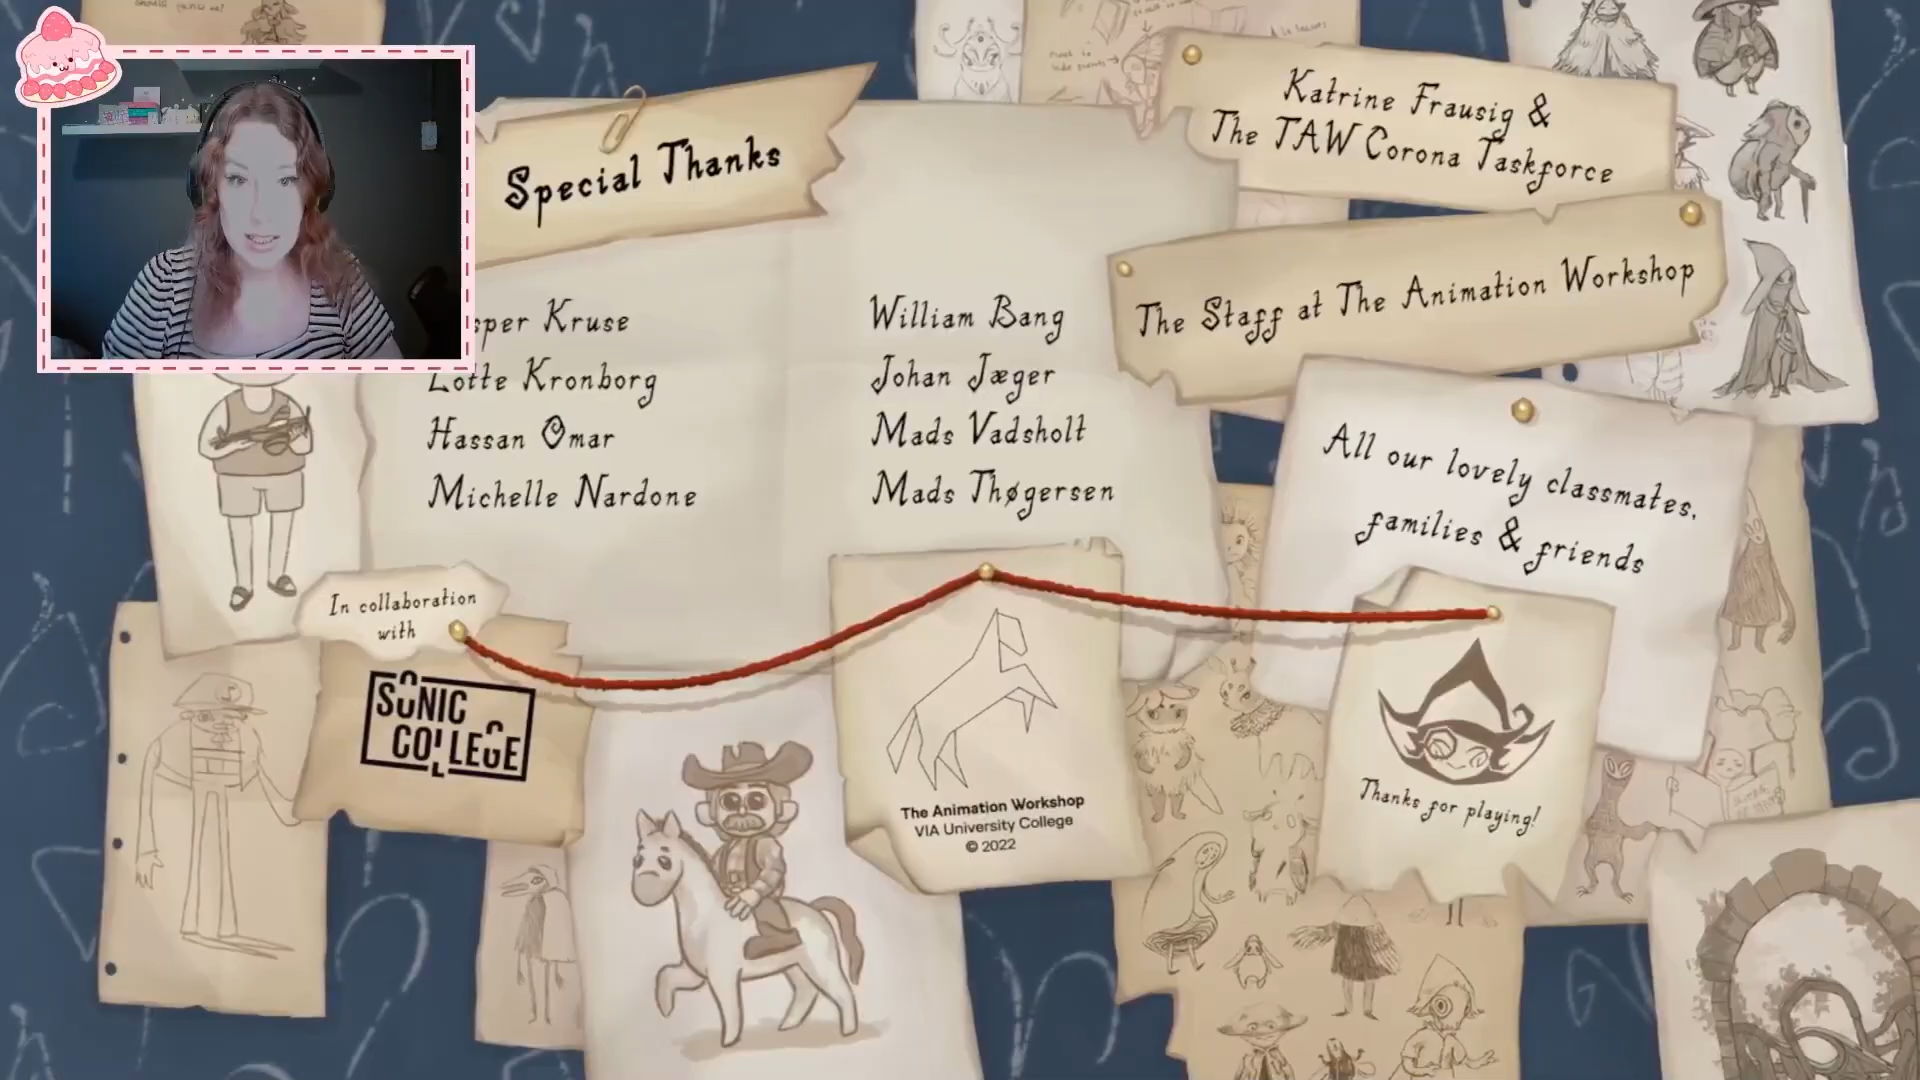 Special Thanks
Kruse
Lotte Kronborg
Hassan Omar
Michelle Nardone
William Bang
Johan Jæger
Mads Vadsholt
Mads Thøgersen
Katrine Frausig &
The TAW Corona Taskforce
The Staff at The Animation Workshop
All our lovely classmates,
families & friends
In collaboration
with
SONIC
COLLEGE
The Animation Workshop
VIA University College
© 2022
Thanks for playing!